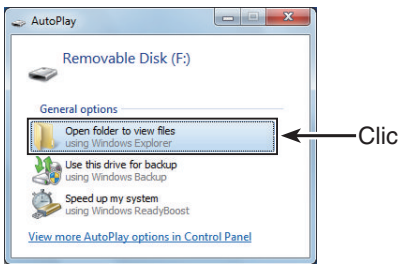 AutoPlay
Removable Disk (F:)
General options
Open folder to view files
using Windows Explorer
Clic
Use this drive for backup
using Windows Backup
Speed up my system
using Windows ReadyBoost
View more AutoPlay options in Control Panel